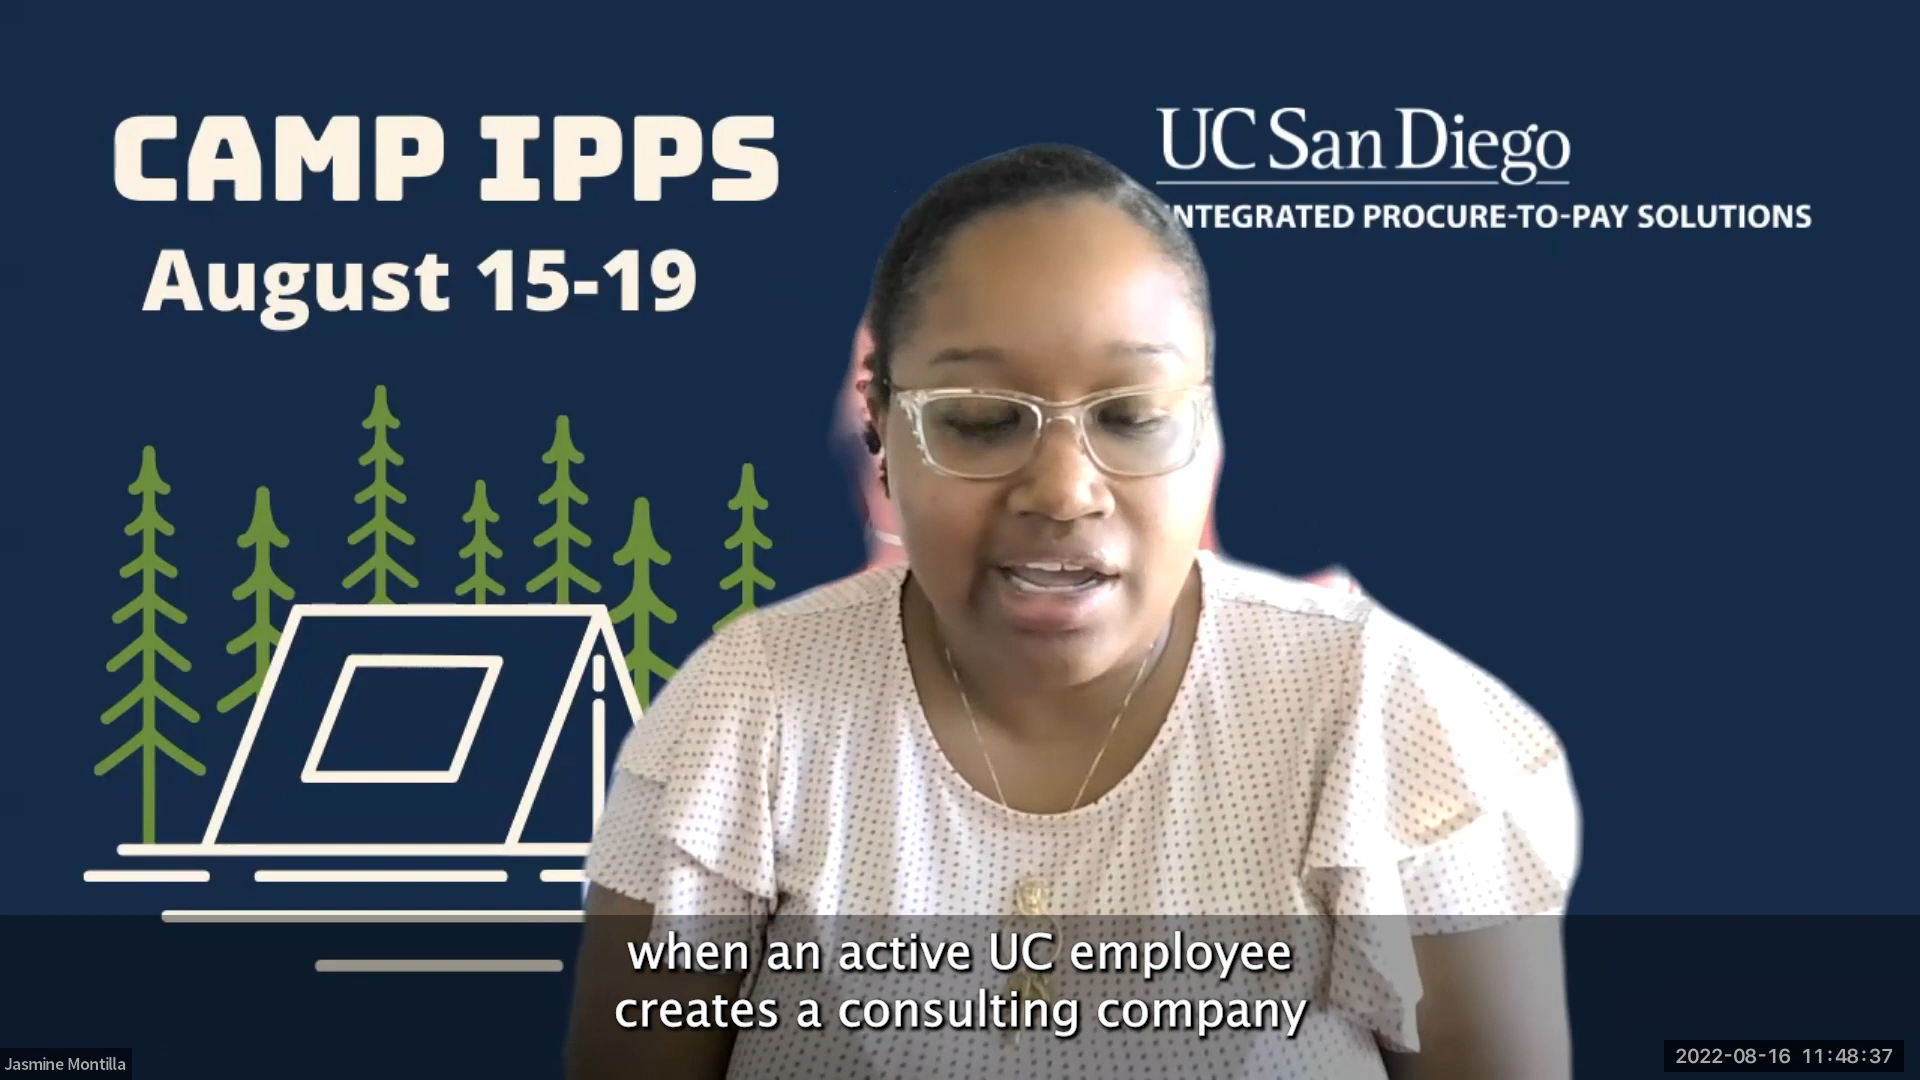 CAMP IPPS
August 15-19
UC San Diego
INTEGRATED PROCURE-TO-PAY SOLUTIONS
when an active UC employee
creates a consulting company
Jasmine Montilla
2022-08-16 11:48:37